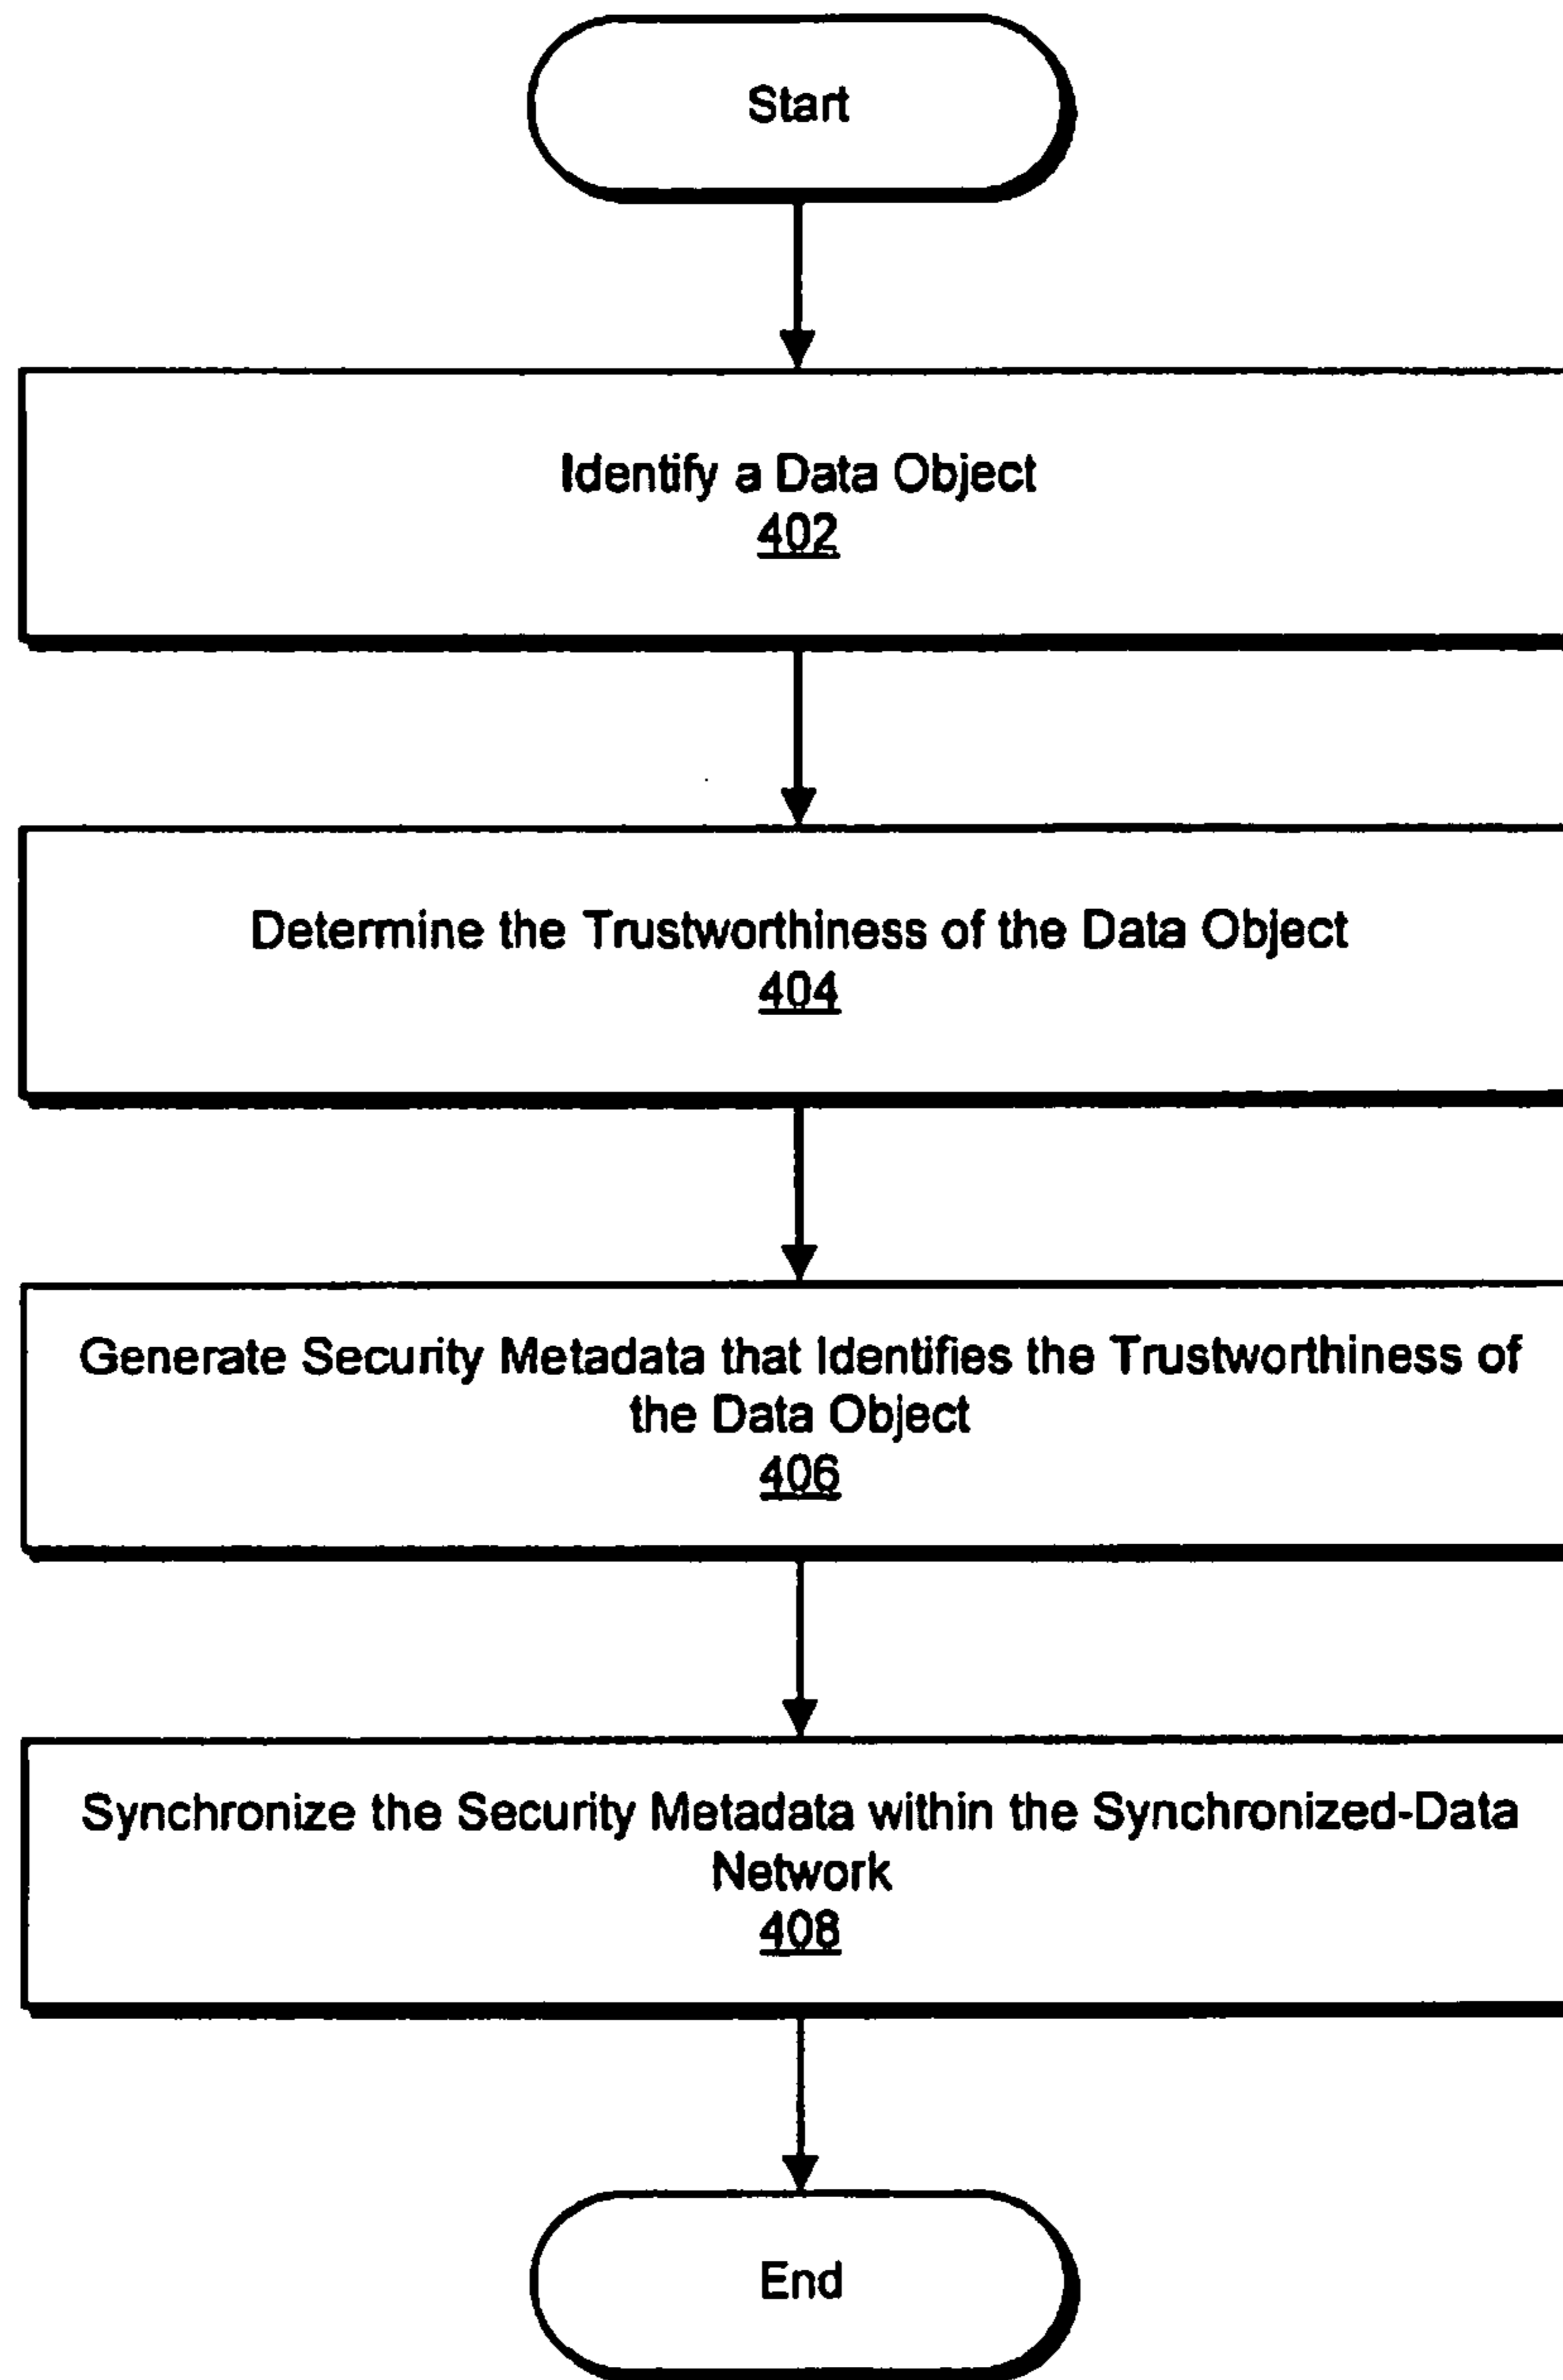 Start
Identify a Data Object
402
Determine the Trustworthiness of the Data Object
404
Generate Security Metadata that Identifies the Trustworthiness of
the Data Object
406
Synchronize the Security Metadata within the Synchronized-Data
Network
408
End